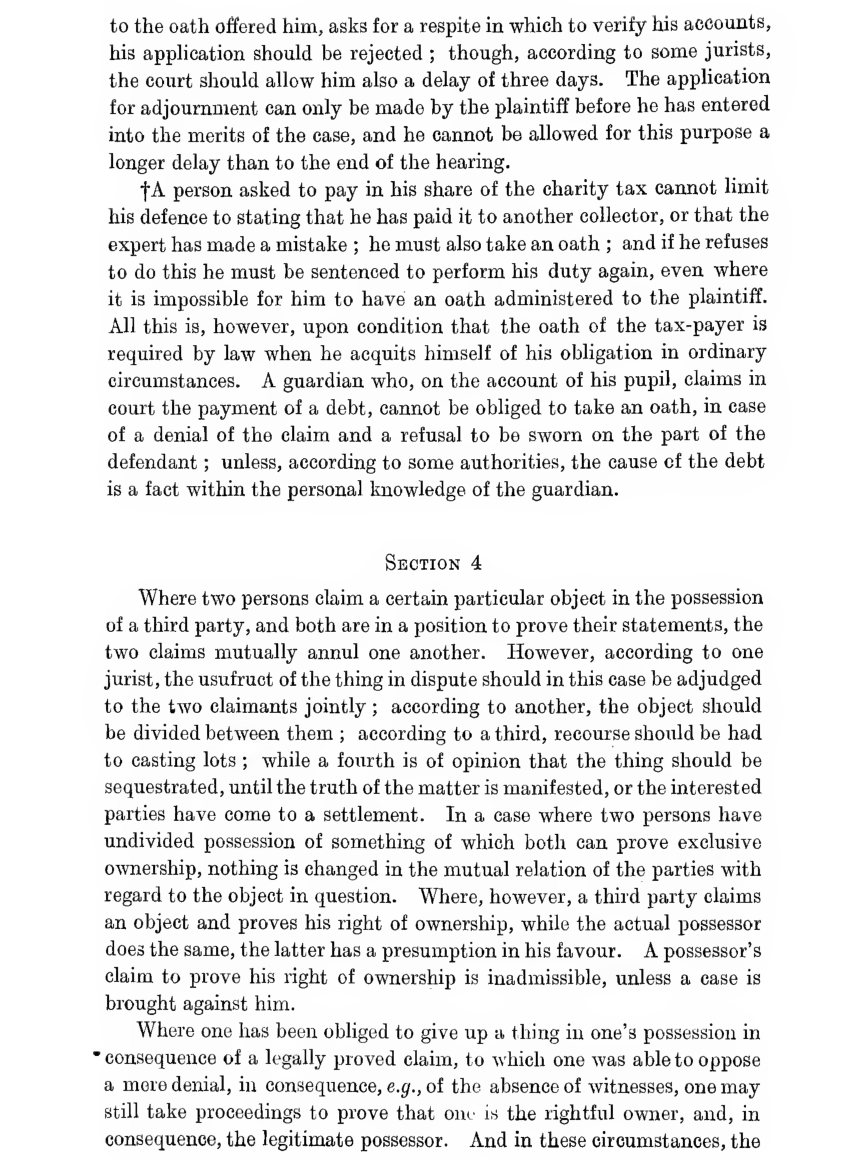 to the oath offered him, asks for a respite in which to verify his accounts,
his application should be rejected ; though, according to some jurists,
the court should allow him also a delay of three days. The application
for adjournment can only be made by the plaintiff before he has entered
into the merits of the case, and he cannot be allowed for this purpose a
longer delay than to the end of the hearing.
†A person asked to pay in his share of the charity tax cannot limit
his defence to stating that he has paid it to another collector, or that the
expert has made a mistake ; he must also take an oath ; and if he refuses
to do this he must be sentenced to perform his duty again, even where
it is impossible for him to have an oath administered to the plaintiff.
All this is, however, upon condition that the oath of the tax-payer is
required by law when he acquits himself of his obligation in ordinary
circumstances. A guardian who, on the account of his pupil, claims in
court the payment of a debt, cannot be obliged to take an oath, in case
of a denial of the claim and a refusal to be sworn on the part of the
defendant ; unless, according to some authorities, the cause of the debt
is a fact within the personal knowledge of the guardian.
SECTION 4
Where two persons claim a certain particular object in the possession
of a third party, and both are in a position to prove their statements, the
two claims mutually annul one another. However, according to one
jurist, the usufruct of the thing in dispute should in this case be adjudged
to the two claimants jointly ; according to another, the object should
be divided between them ; according to a third, recourse should be had
to casting lots ; while a fourth is of opinion that the thing should be
sequestrated, until the truth of the matter is manifested, or the interested
parties have come to a settlement. In a case where two persons have
undivided possession of something of which both can prove exclusive
ownership, nothing is changed in the mutual relation of the parties with
regard to the object in question. Where, however, a third party claims
an object and proves his right of ownership, while the actual possessor
does the same, the latter has a presumption in his favour. A possessor's
claim to prove his right of ownership is inadmissible, unless a case is
brought against him.
Where one has been obliged to give up a thing in one's possession in
consequence of a legally proved claim, to which one was able to oppose
a mere denial, in consequence, e.g., of the absence of witnesses, one may
still take proceedings to prove that one is the rightful owner, and, in
consequence, the legitimate possessor. And in these circumstances, the